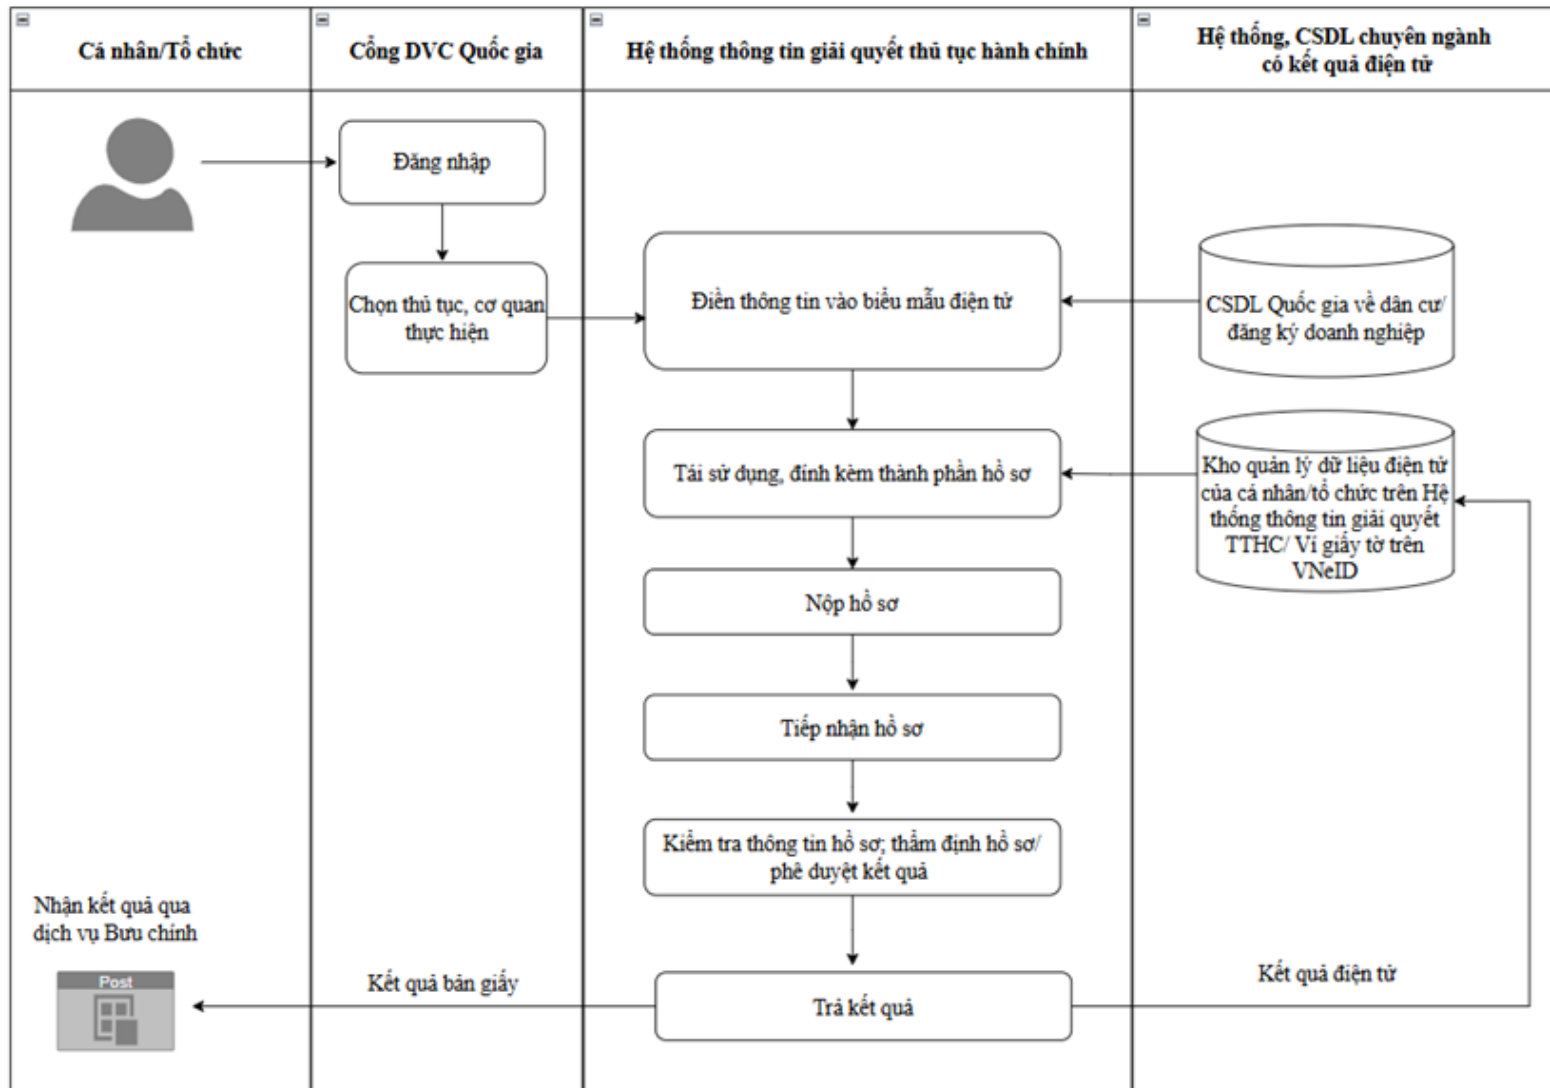 Cá nhân/Tổ chức
Cổng DVC Quốc gia
Hệ thống thông tin giải quyết thủ tục hành chính
Hệ thống, CSDL chuyên ngành
có kết quả điện tử
Đăng nhập
Chọn thủ tục, cơ quan
thực hiện
Điền thông tin vào biểu mẫu điện tử
CSDL Quốc gia về dân cư/
đăng ký doanh nghiệp
Tái sử dụng, đính kèm thành phần hồ sơ
Kho quản lý dữ liệu điện tử
của cá nhân/tổ chức trên Hệ
thống thông tin giải quyết
TTHC/ Ví giấy tờ trên
VNeID
Nộp hồ sơ
Tiếp nhận hồ sơ
Kiểm tra thông tin hồ sơ; thẩm định hồ sơ/
phê duyệt kết quả
Nhận kết quả qua
dịch vụ Bưu chính
Post
Kết quả bản giấy
Trả kết quả
Kết quả điện tử